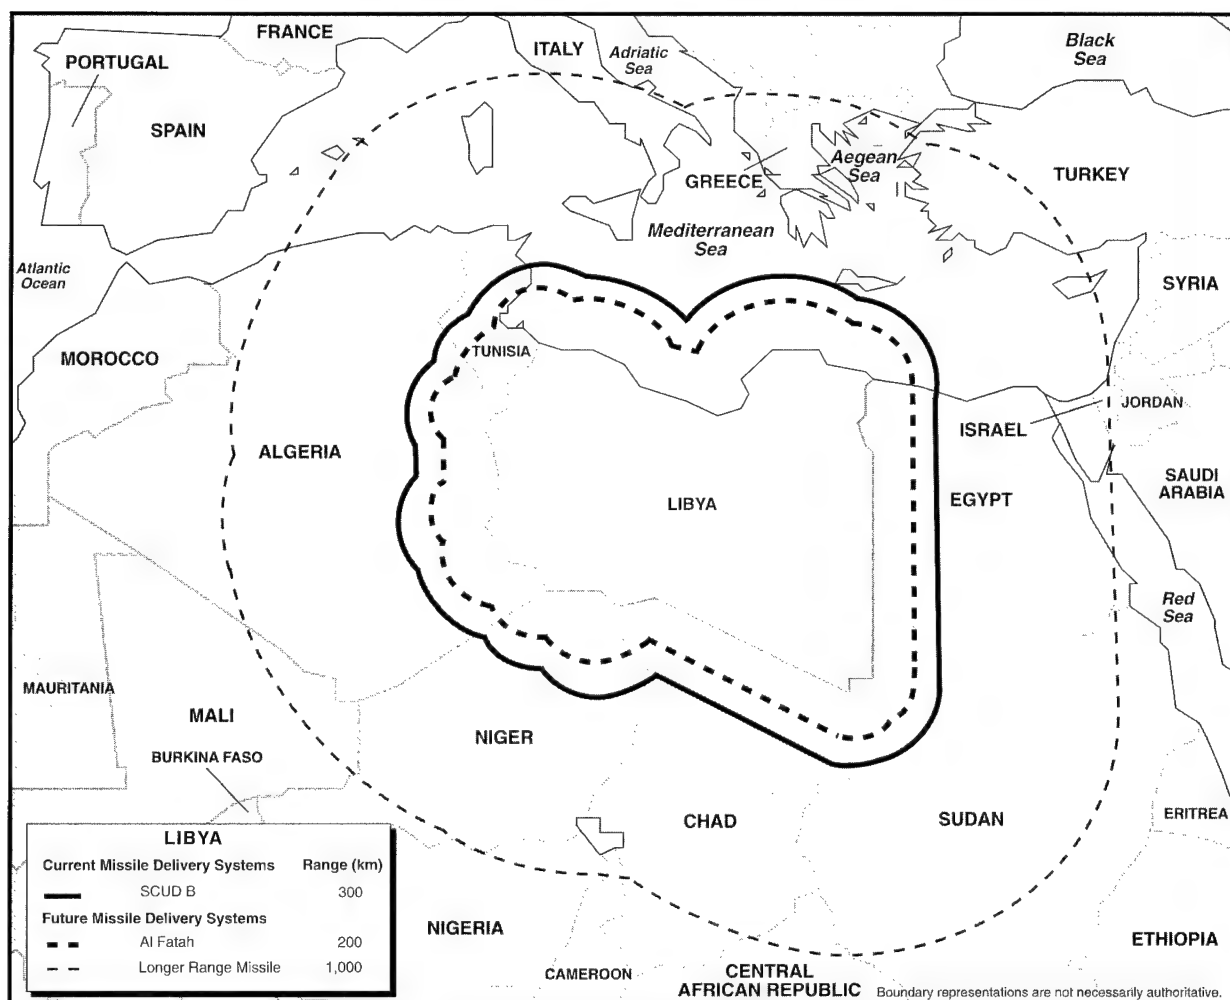 FRANCE
ITALY
Adriatic
Sea
Black
Sea
PORTUGAL
SPAIN
Aegean
Sea
GREECE
TURKEY
Mediterranean
Sea
Atlantic
Ocean
SYRIA
MOROCCO
TUNISIA
JORDAN
ISRAEL
ALGERIA
SAUDI
ARABIA
LIBYA
EGYPT
Red
Sea
MAURITANIA
MALI
NIGER
BURKINA FASO
CHAD
SUDAN
ERITREA
NIGERIA
ETHIOPIA
CAMEROON
CENTRAL
AFRICAN REPUBLIC
LIBYA
Current Missile Delivery Systems Range (km)
SCUD B 300
Future Missile Delivery Systems
Al Fatah 200
Longer Range Missile 1,000
Boundary representations are not necessarily authoritative.